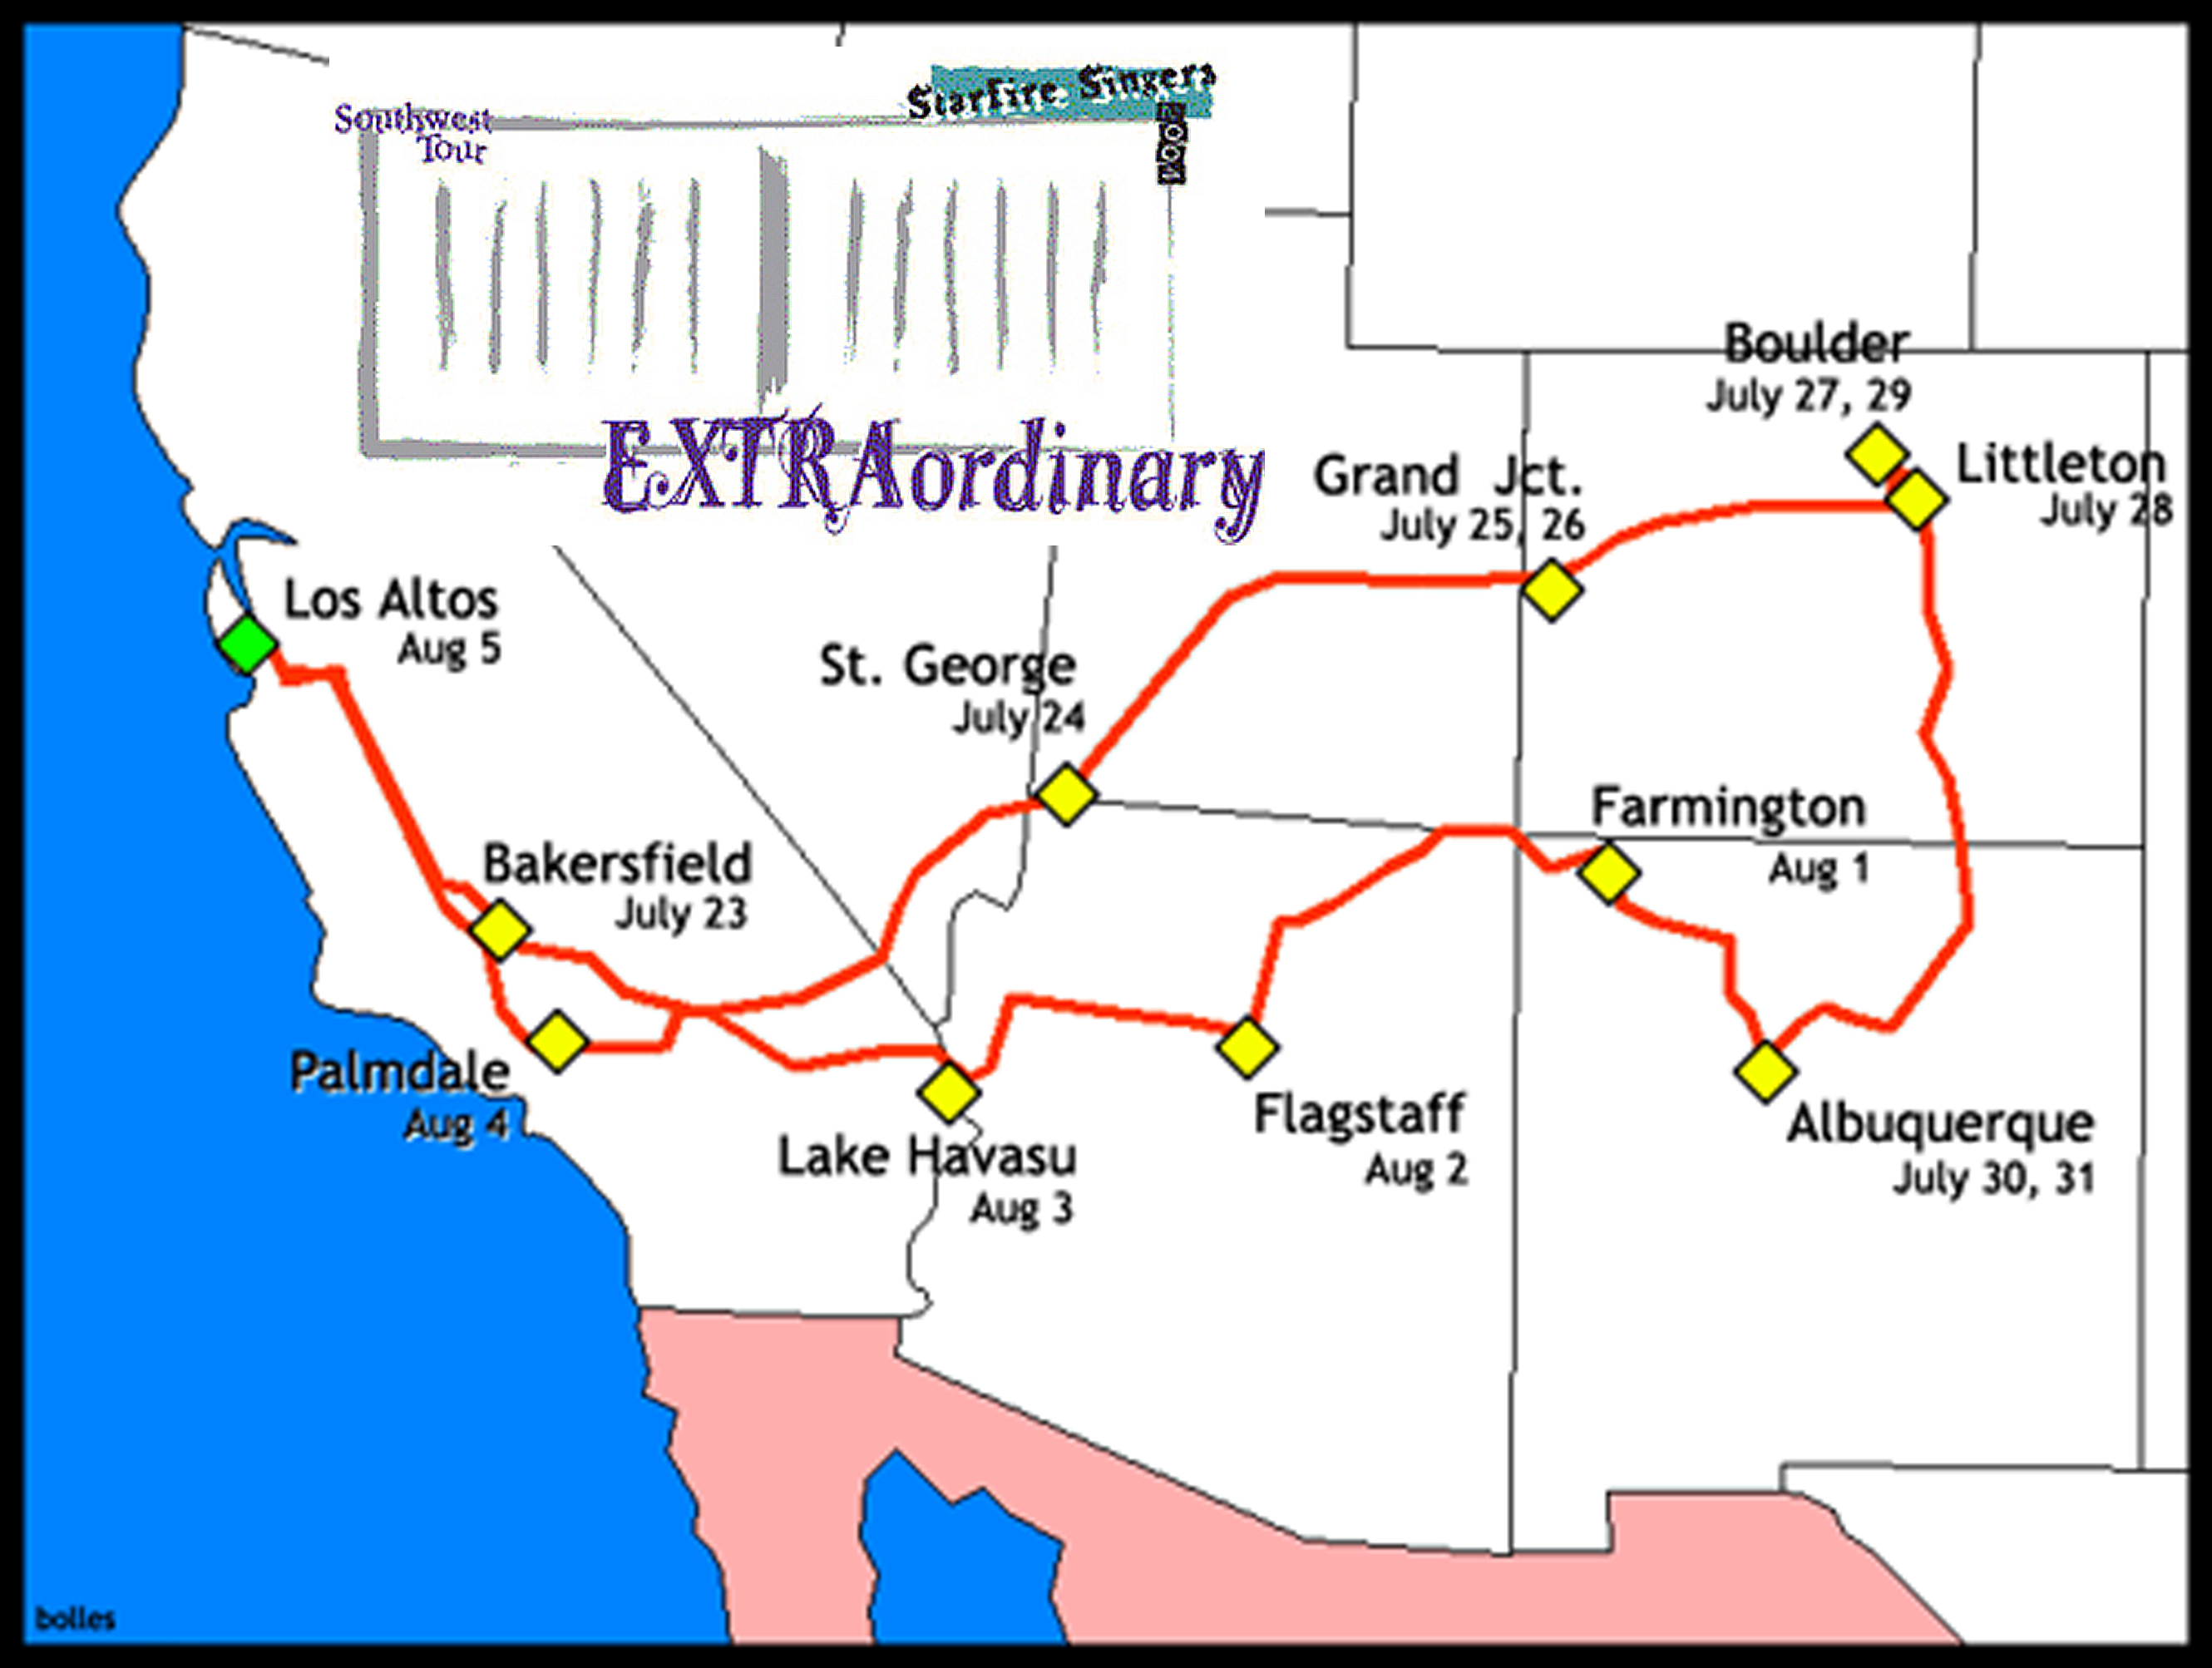 Starfire Singers
2001
Southwest
Tour
EXTRAordinary
Boulder
July 27, 29
Littleton
July 28
Grand Jct.
July 25, 26
Los Altos
Aug 5
St. George
July 24
Farmington
Aug 1
Bakersfield
July 23
Palmdale
Aug 4
Lake Havasu
Aug 3
Flagstaff
Aug 2
Albuquerque
July 30, 31
bolles